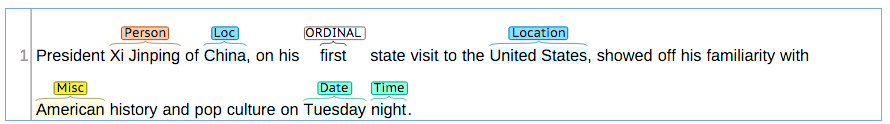 Person Loc ORDINAL Location
1 President Xi Jinping of China, on his first state visit to the United States, showed off his familiarity with
Misc Date Time
American history and pop culture on Tuesday night.